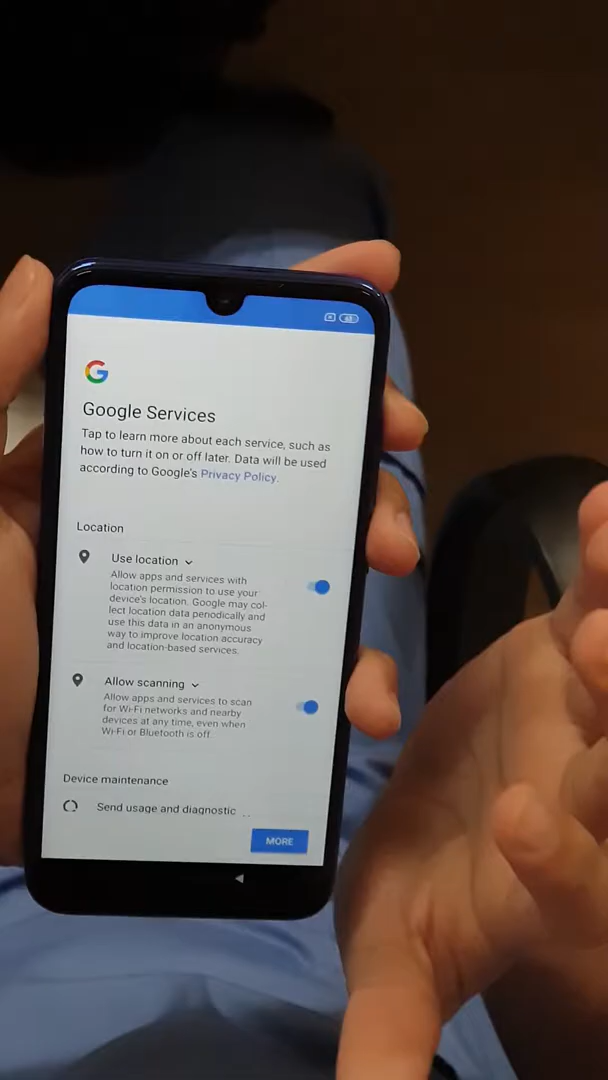 Google Services
Tap to learn more about each service, such as
how to turn it on or off later. Data will be used
according to Google's Privacy Policy.
Location
Use location
Allow apps and services with
location permission to use your
device's location. Google may col-
lect location data periodically and
use this data in an anonymous
way to improve location accuracy
and location-based services.
Allow scanning
Allow apps and services to scan
for Wi-Fi networks and nearby
devices at any time, even when
Wi-Fi or Bluetooth is off.
Device maintenance
Send usage and diagnostic ..
MORE